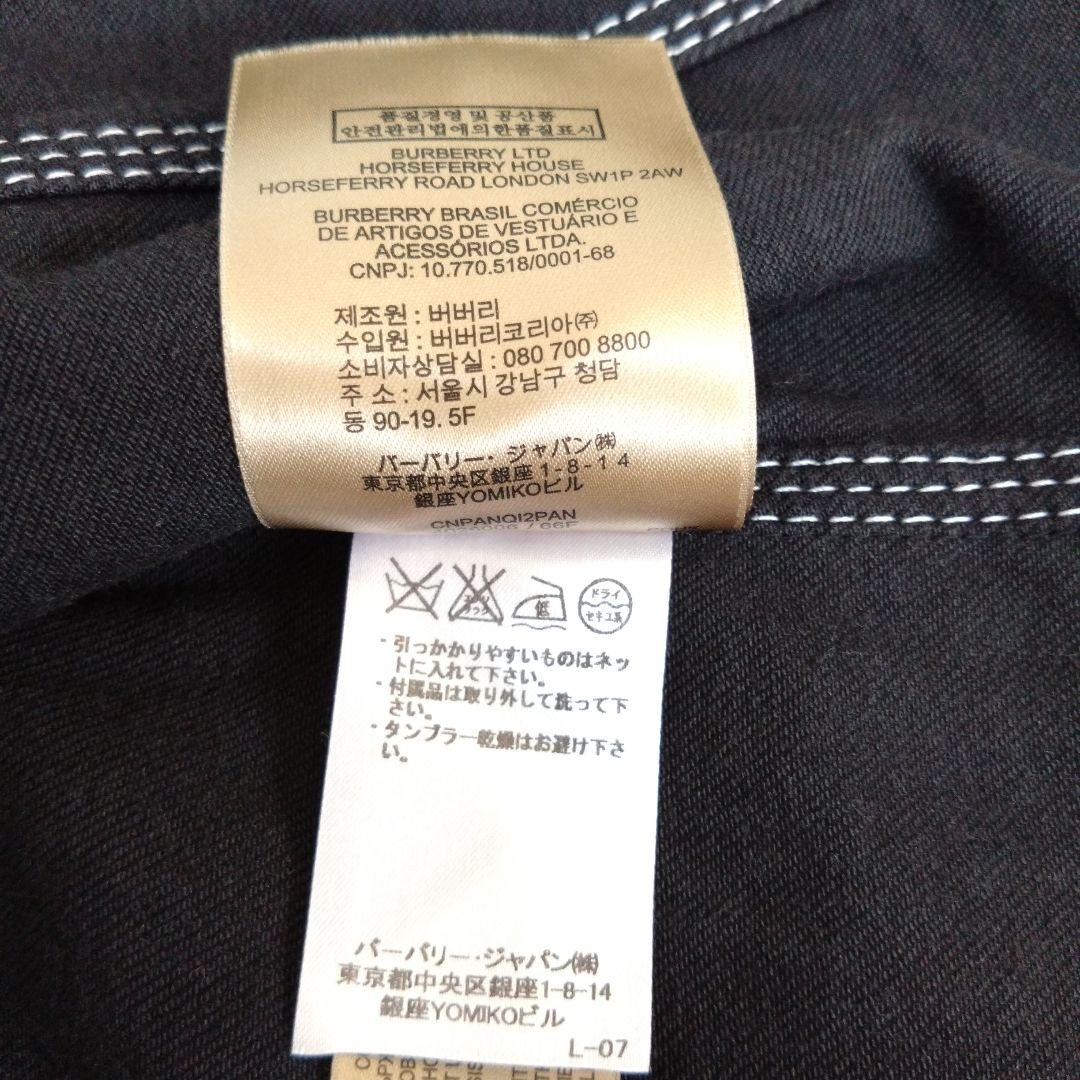 품질경영 및 공산품
안전관리법에의한품질표시
BURBERRY LTD
HORSEFERRY HOUSE
HORSEFERRY ROAD LONDON SW1P 2AW
BURBERRY BRASIL COMÉRCIO
DE ARTIGOS DE VESTUÁRIO E
ACESSÓRIOS LTDA.
CNPJ: 10.770.518/0001-68
제조원 : 버버리
수입원 : 버버리코리아㈜
소비자상담실 : 080 700 8800
주 소 : 서울시 강남구 청담
동 90-19. 5F
バーバリー・ジャパン㈱
東京都中央区銀座1-8-14
銀座YOMIKOビル
CNPANQI2PAN
低
ドライ
セキユ系
・引っかかりやすいものはネッ
トに入れて下さい。
・付属品は取り外して洗って下
さい。
・タンブラー乾燥はお避け下さ
い。
バーバリー・ジャパン㈱
東京都中央区銀座1-8-14
銀座YOMIKOビル
L-07